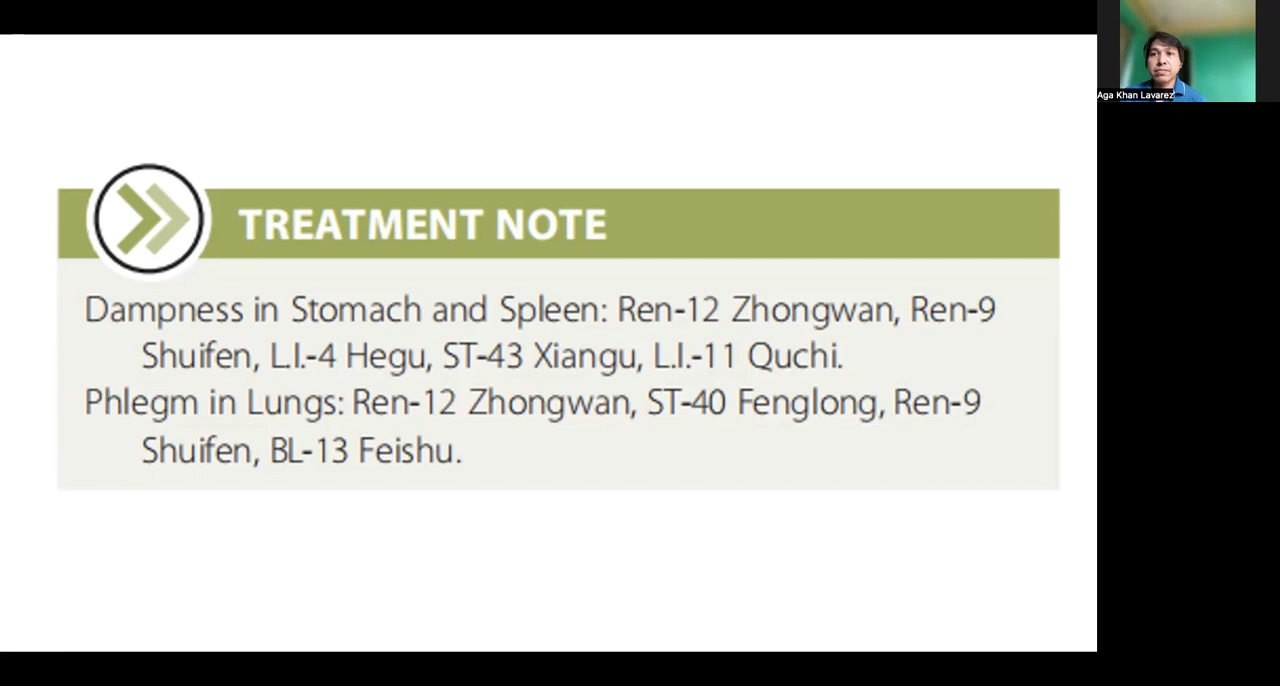 Aga Khan Lavarez
TREATMENT NOTE
Dampness in Stomach and Spleen: Ren-12 Zhongwan, Ren-9
Shuifen, L.I.-4 Hegu, ST-43 Xiangu, L.I.-11 Quchi.
Phlegm in Lungs: Ren-12 Zhongwan, ST-40 Fenglong, Ren-9
Shuifen, BL-13 Feishu.